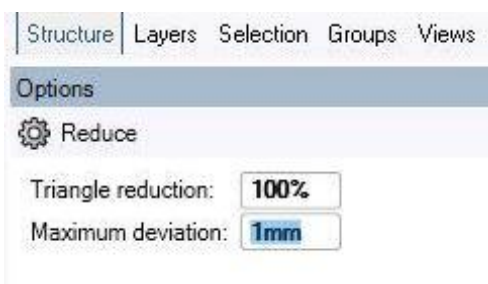 Structure Layers Selection Groups Views
Options
Reduce
Triangle reduction: 100%
Maximum deviation: 1mm